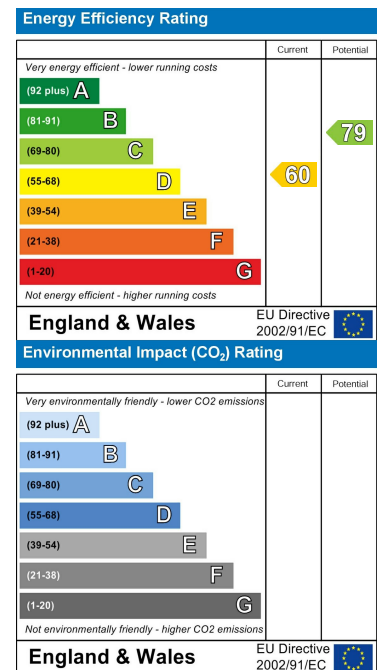 Energy Efficiency Rating
Current Potential
Very energy efficient - lower running costs
(92 plus) A
(81-91) B
(69-80) C
(55-68) D
(39-54) E
(21-38) F
(1-20) G
79
60
Not energy efficient - higher running costs
England & Wales
EU Directive
2002/91/EC
Environmental Impact (CO₂) Rating
Current Potential
Very environmentally friendly - lower CO2 emissions
(92 plus) A
(81-91) B
(69-80) C
(55-68) D
(39-54) E
(21-38) F
(1-20) G
Not environmentally friendly - higher CO2 emissions
England & Wales
EU Directive
2002/91/EC